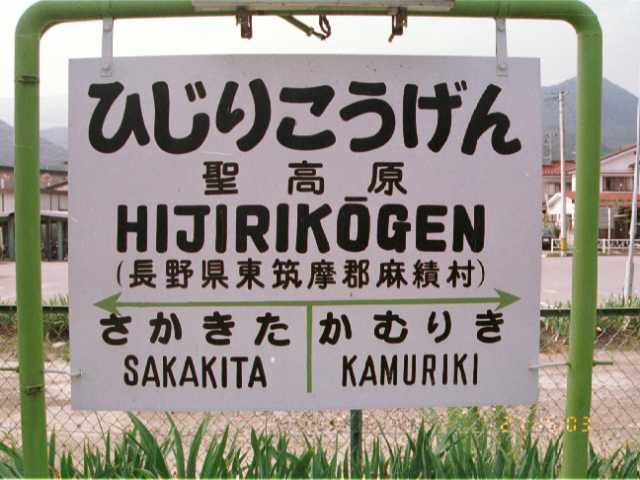 ひじりこうげん
聖高原
HIJIRIKŌGEN
(長野県東筑摩郡麻績村)
さかきた かむりき
SAKAKITA KAMURIKI